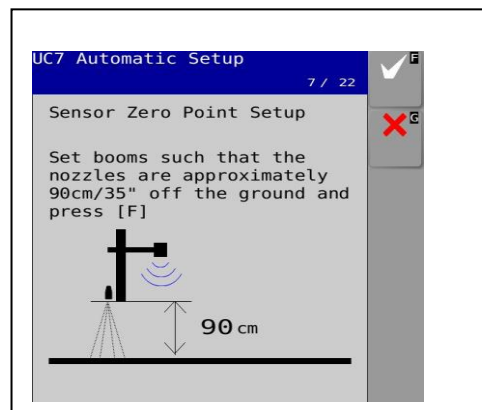 UC7 Automatic Setup
7/ 22
F
Sensor Zero Point Setup
G
Set booms such that the
nozzles are approximately
90cm/35" off the ground and
press [F]
90 cm